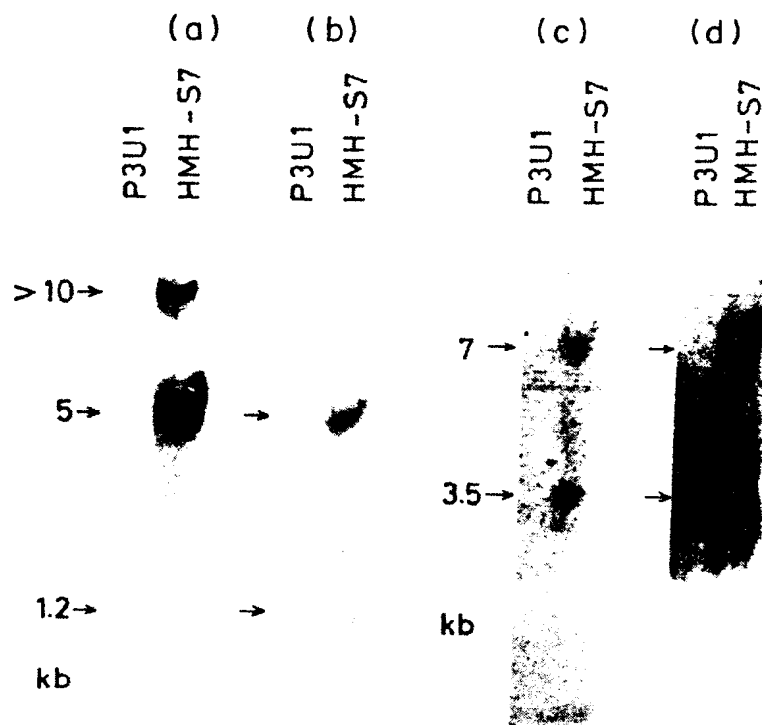 (a) (b) (c) (d)
P3U1
HMH-S7
P3U1
HMH-S7
P3U1
HMH-S7
P3U1
HMH-S7
>10→
5→ →
1.2→ →
kb
7→ →
3.5→ →
kb